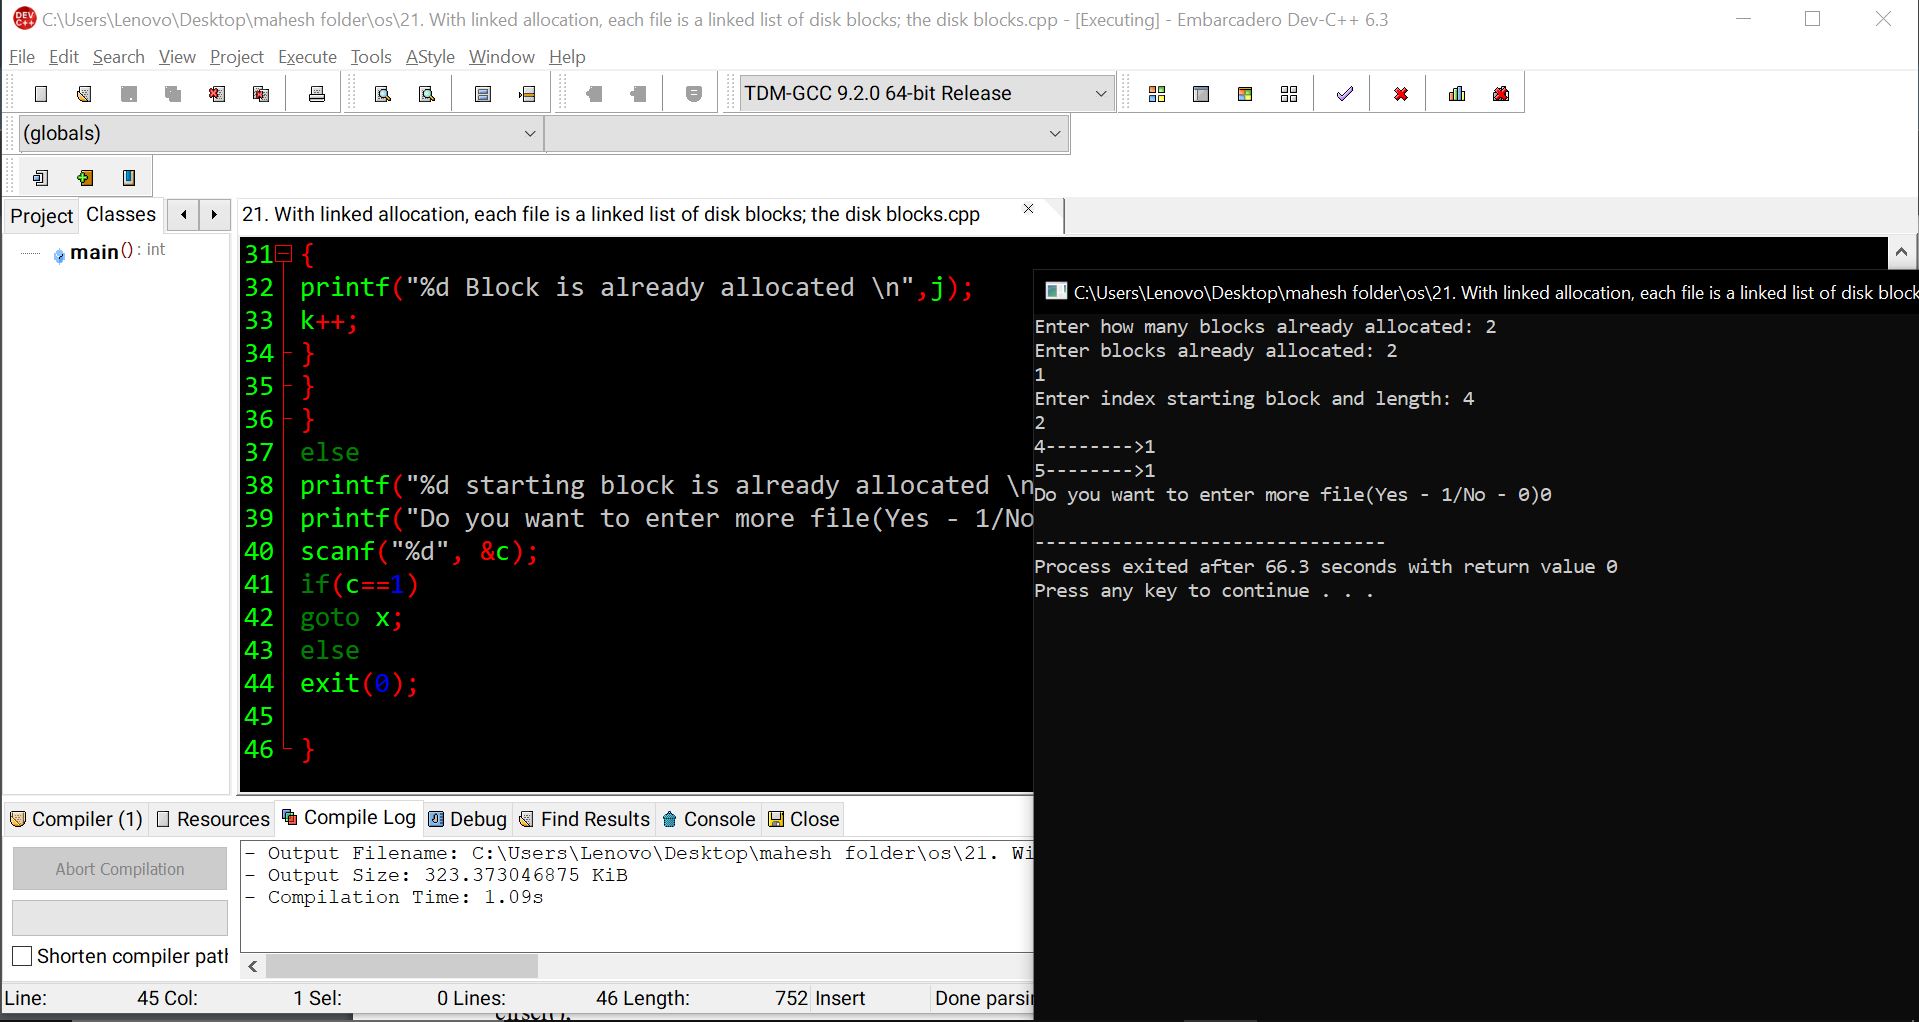 C:\Users\Lenovo\Desktop\mahesh folder\os\21. With linked allocation, each file is a linked list of disk blocks; the disk blocks.cpp - [Executing] - Embarcadero Dev-C++ 6.3
File Edit Search View Project Execute Tools AStyle Window Help
TDM-GCC 9.2.0 64-bit Release
(globals)
Project Classes
21. With linked allocation, each file is a linked list of disk blocks; the disk blocks.cpp
main() : int
31 {
32 printf("%d Block is already allocated \n",j);
33 k++;
34 }
35 }
36 }
37 else
38 printf("%d starting block is already allocated \n
39 printf("Do you want to enter more file(Yes - 1/No
40 scanf("%d", &c);
41 if(c==1)
42 goto x;
43 else
44 exit(0);
45
46 }
C:\Users\Lenovo\Desktop\mahesh folder\os\21. With linked allocation, each file is a linked list of disk block
Enter how many blocks already allocated: 2
Enter blocks already allocated: 2
1
Enter index starting block and length: 4
2
4-------->1
5-------->1
Do you want to enter more file(Yes - 1/No - 0)0
--------------------------------
Process exited after 66.3 seconds with return value 0
Press any key to continue . . .
Compiler (1) Resources Compile Log Debug Find Results Console Close
Abort Compilation
Shorten compiler path
- Output Filename: C:\Users\Lenovo\Desktop\mahesh folder\os\21. Wi
- Output Size: 323.373046875 KiB
- Compilation Time: 1.09s
Line: 45 Col: 1 Sel: 0 Lines: 46 Length: 752 Insert Done parsin